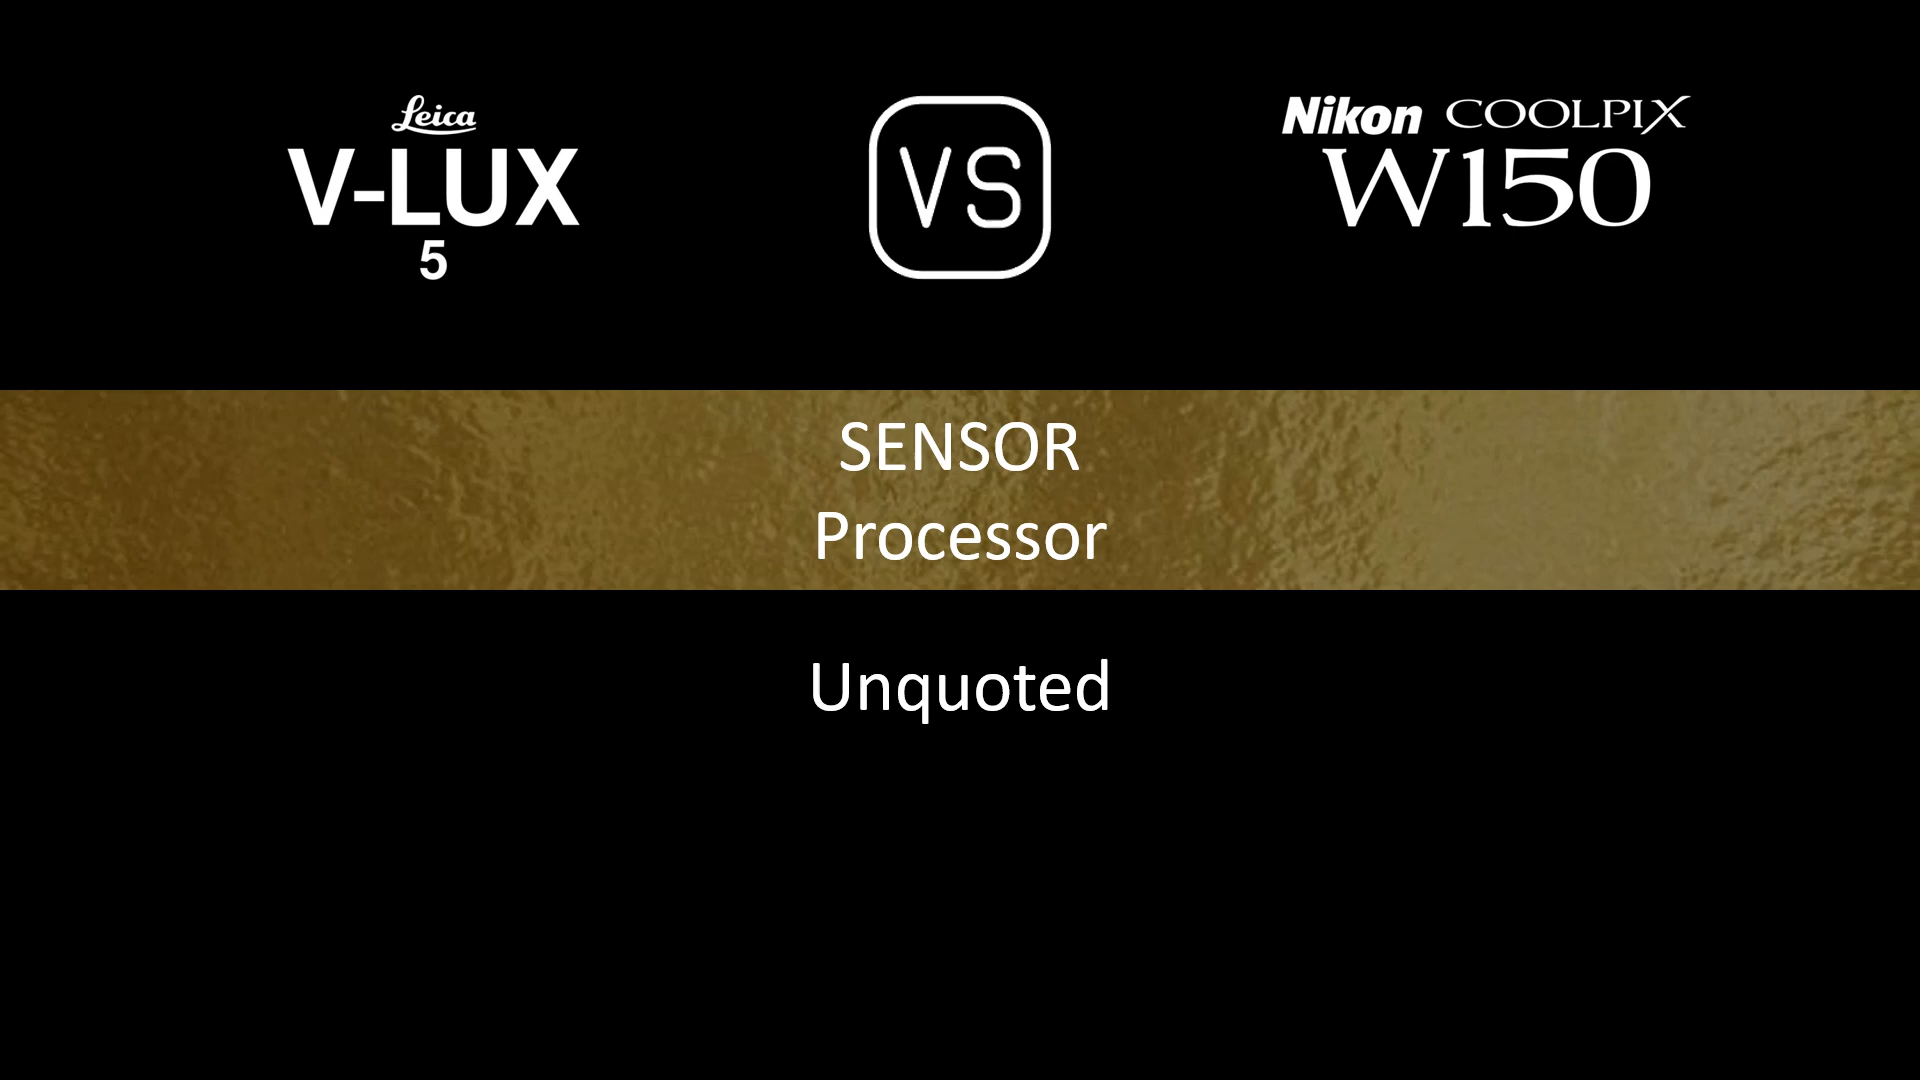 Leica
V-LUX
5
VS
Nikon COOLPIX
W150
SENSOR
Processor
Unquoted